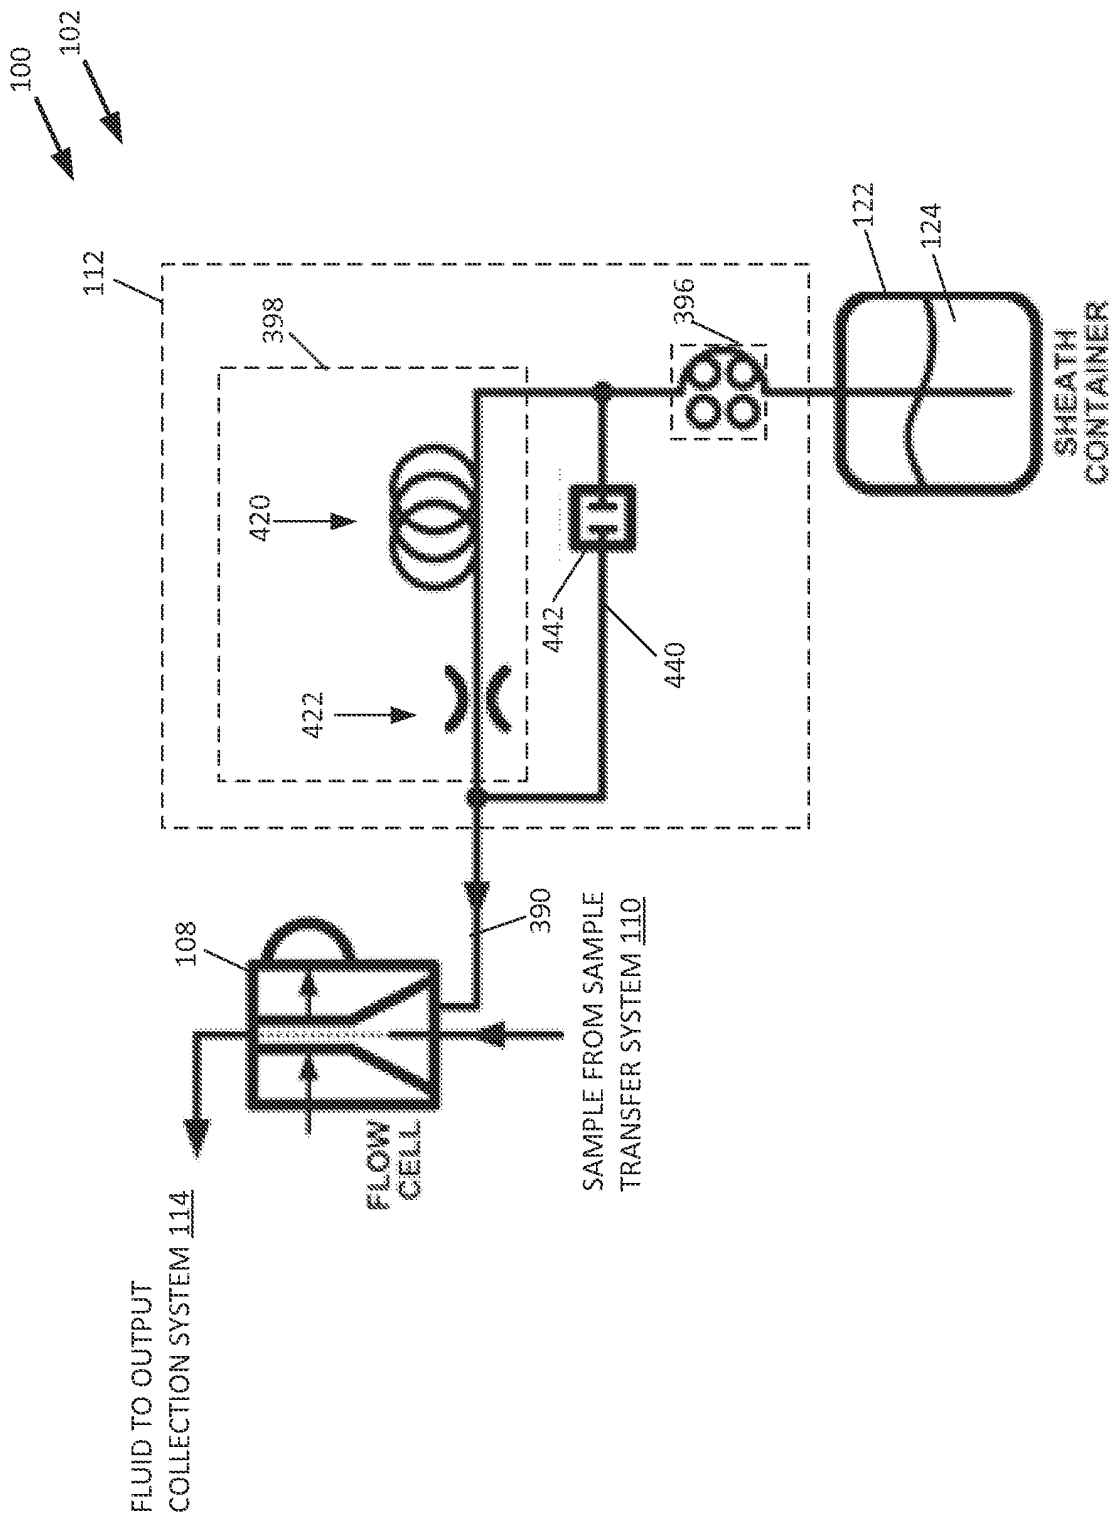 100
102
112
398
420
422
442
440
396
122
124
SHEATH
CONTAINER
108
390
FLOW
CELL
SAMPLE FROM SAMPLE
TRANSFER SYSTEM 110
FLUID TO OUTPUT
COLLECTION SYSTEM 114